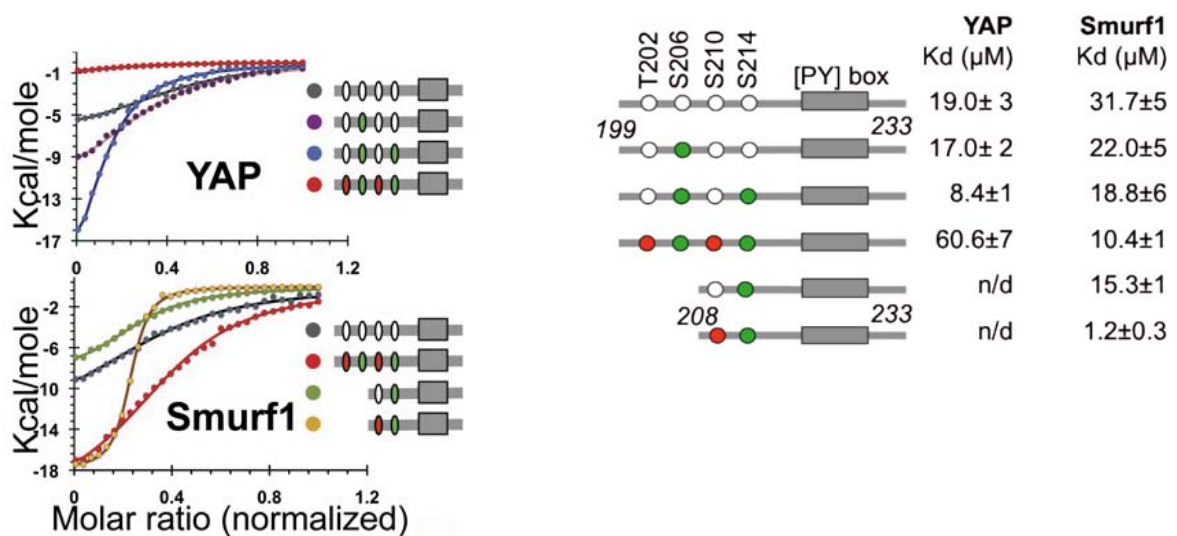 Kcal/mole
-1
-5
-9
-13
-17
YAP
0
0.4
0.8
1.2
Kcal/mole
-2
-6
-10
-14
-18
Smurf1
0
0.4
0.8
1.2
Molar ratio (normalized)
T202
S206
S210
S214
[PY] box
YAP
Smurf1
Kd (μM)
Kd (μM)
19.0± 3
31.7±5
199
233
17.0± 2
22.0±5
8.4±1
18.8±6
60.6±7
10.4±1
n/d
15.3±1
208
233
n/d
1.2±0.3